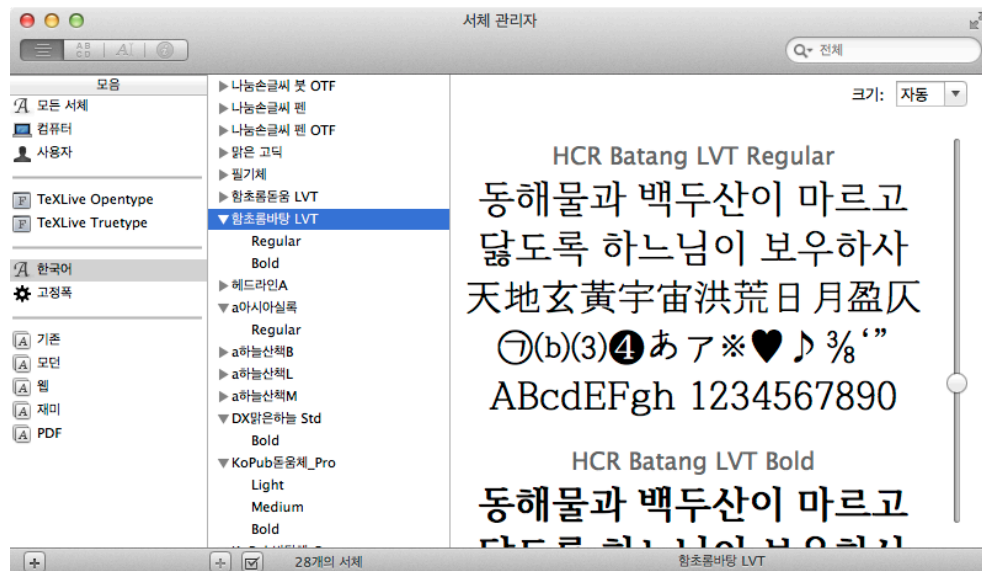 서체 관리자
전체
모음
모든 서체
컴퓨터
사용자
TeXLive Opentype
TeXLive Truetype
한국어
고정폭
기존
모던
웹
재미
PDF
나눔손글씨 붓 OTF
나눔손글씨 펜
나눔손글씨 펜 OTF
맑은 고딕
필기체
함초롬돋움 LVT
함초롬바탕 LVT
Regular
Bold
헤드라인A
a아시아실록
Regular
a하늘산책B
a하늘산책L
a하늘산책M
DX맑은하늘 Std
Bold
KoPub돋움체_Pro
Light
Medium
Bold
크기: 자동
HCR Batang LVT Regular
동해물과 백두산이 마르고
닳도록 하느님이 보우하사
天地玄黃宇宙洪荒日月盈仄
㉠(b)⑶❹あア※♥♪⅜‘”
ABcdEFgh 1234567890
HCR Batang LVT Bold
동해물과 백두산이 마르고
28개의 서체
함초롬바탕 LVT